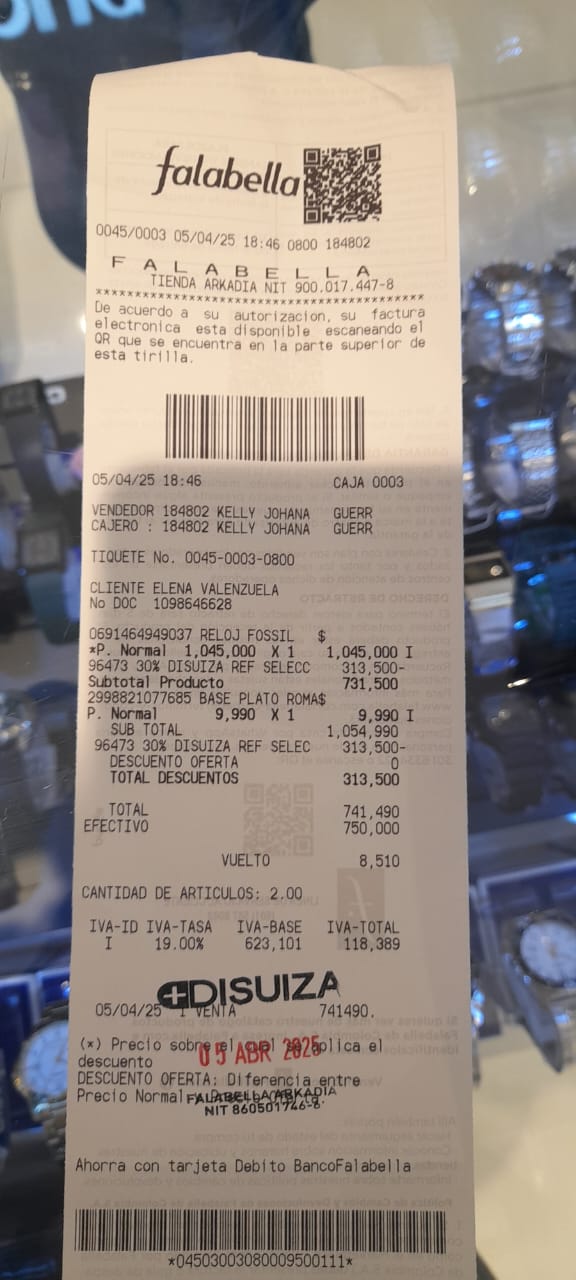 falabella
0045/0003 05/04/25 18:46 0800 184802
F A L A B E L L A
TIENDA ARKADIA NIT 900.017.447-8
****************************************
De acuerdo a su autorizacion, su factura
electronica esta disponible escaneando el
QR que se encuentra en la parte superior de
esta tirilla.
05/04/25 18:46 CAJA 0003
VENDEDOR 184802 KELLY JOHANA GUERR
CAJERO : 184802 KELLY JOHANA GUERR
TIQUETE No. 0045-0003-0800
CLIENTE ELENA VALENZUELA
No DOC 1098646628
0691464949037 RELOJ FOSSIL $
*P. Normal 1,045,000 X 1 1,045,000 I
96473 30% DISUIZA REF SELECC 313,500-
Subtotal Producto 731,500
2998821077685 BASE PLATO ROMA$
P. Normal 9,990 X 1 9,990 I
SUB TOTAL 1,054,990
96473 30% DISUIZA REF SELEC 313,500-
DESCUENTO OFERTA 0
TOTAL DESCUENTOS 313,500
TOTAL 741,490
EFECTIVO 750,000
VUELTO 8,510
CANTIDAD DE ARTICULOS: 2.00
IVA-ID IVA-TASA IVA-BASE IVA-TOTAL
I 19.00% 623,101 118,389
DISUIZA
05/04/25 1 VENTA 741490.
(*) Precio sobre el cual se aplica el
05 ABR 2025
descuento
DESCUENTO OFERTA: Diferencia entre
Precio Normal
FALABELLA ARKADIA
NIT 860501746-6
Ahorra con tarjeta Debito BancoFalabella
*04503003080009500111*